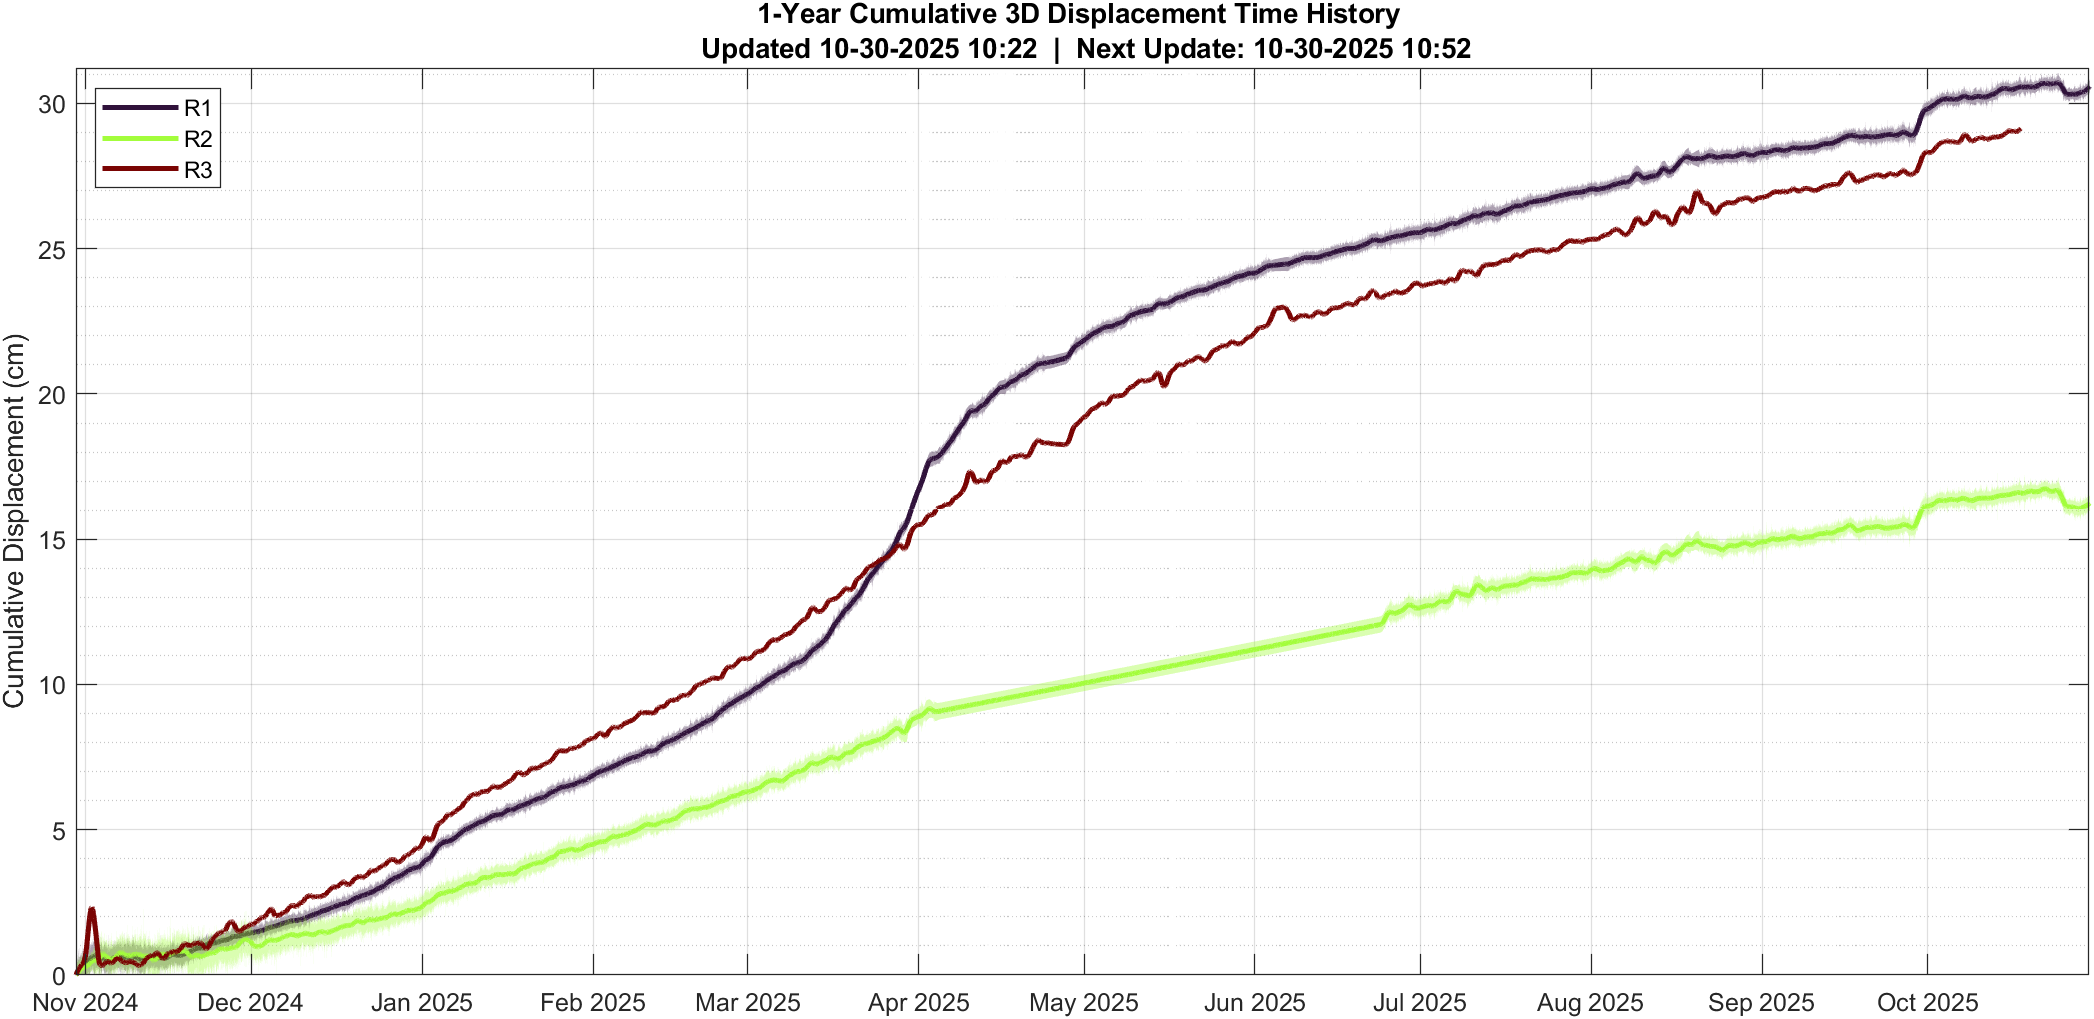 1-Year Cumulative 3D Displacement Time History
Updated 10-30-2025 10:22 | Next Update: 10-30-2025 10:52
R1
R2
R3
Cumulative Displacement (cm)
30
25
20
15
10
5
0
Nov 2024 Dec 2024 Jan 2025 Feb 2025 Mar 2025 Apr 2025 May 2025 Jun 2025 Jul 2025 Aug 2025 Sep 2025 Oct 2025